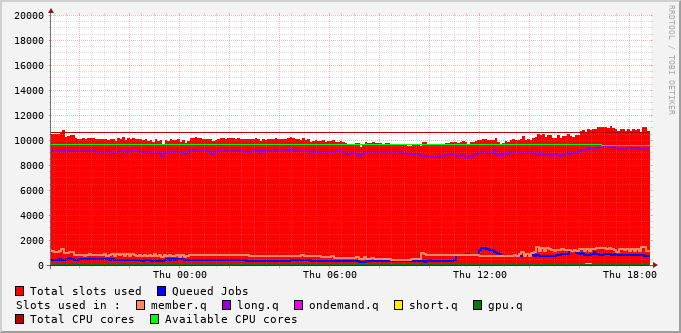 20000
18000
16000
14000
12000
10000
8000
6000
4000
2000
0
Thu 00:00 Thu 06:00 Thu 12:00 Thu 18:00
RRDTOOL / TOBI OETIKER
Total slots used Queued Jobs
Slots used in : member.q long.q ondemand.q short.q gpu.q
Total CPU cores Available CPU cores